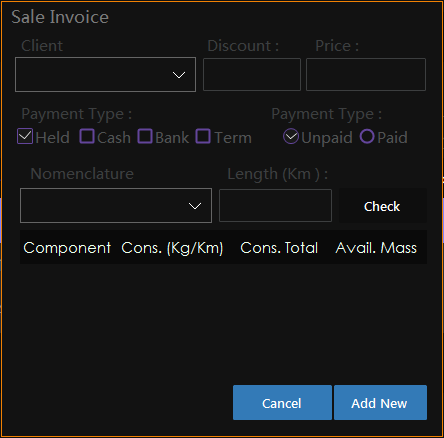 Sale Invoice
Client Discount : Price :
Payment Type : Payment Type :
Held Cash Bank Term Unpaid Paid
Nomenclature Length (Km ) :
Check
Component Cons. (Kg/Km) Cons. Total Avail. Mass
Cancel Add New